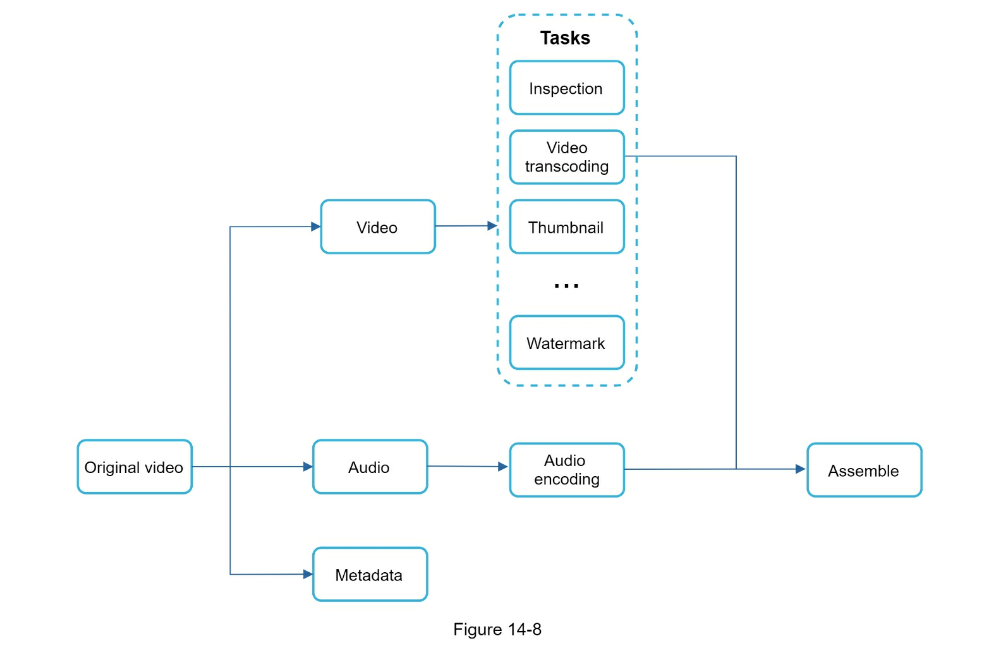 Tasks
Inspection
Video
transcoding
Video
Thumbnail
...
Watermark
Original video
Audio
Audio
encoding
Assemble
Metadata
Figure 14-8